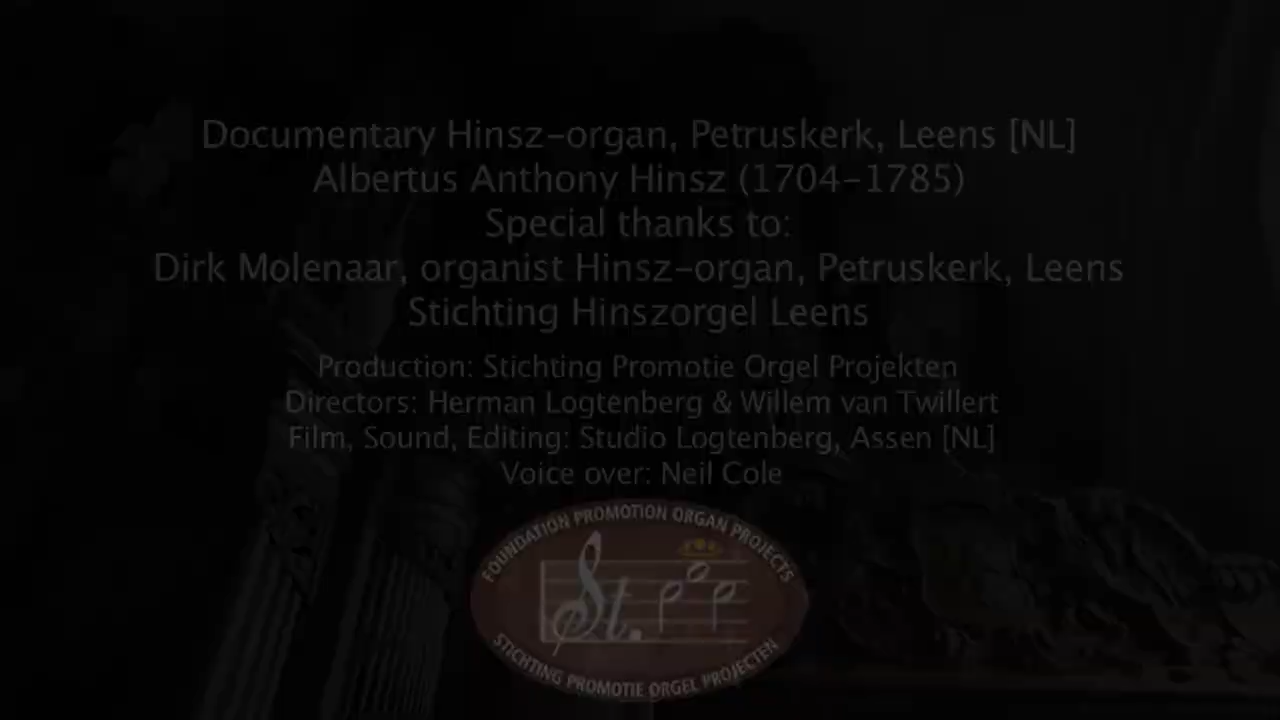 Documentary Hinsz-organ, Petruskerk, Leens [NL]
Albertus Anthony Hinsz (1704-1785)
Special thanks to:
Dirk Molenaar, organist Hinsz-organ, Petruskerk, Leens
Stichting Hinszorgel Leens
Production: Stichting Promotie Orgel Projekten
Directors: Herman Logtenberg & Willem van Twillert
Film, Sound, Editing: Studio Logtenberg, Assen [NL]
Voice over: Neil Cole
FOUNDATION PROMOTION ORGAN PROJECTS
St.
STICHTING PROMOTIE ORGEL PROJECTEN